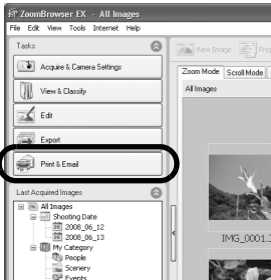 ZoomBrowser EX - All Images
File Edit View Tools Internet Help
Tasks
Acquire & Camera Settings
View & Classify
Edit
Export
Print & Email
Last Acquired Images
All Images
Shooting Date
2008_06_12
2008_06_13
My Category
People
Scenery
Events
View Image
Zoom Mode Scroll Mode
All Images